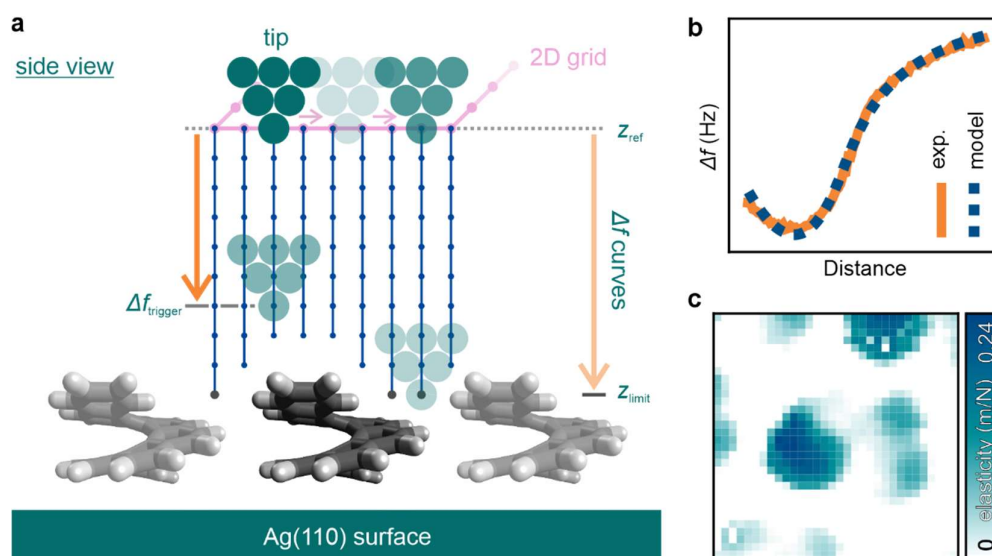 a
side view
tip
2D grid
z_ref
Δf_trigger
Δf curves
z_limit
Ag(110) surface
b
Δf (Hz)
exp.
model
Distance
c
0 elasticity (m/N) 0.24